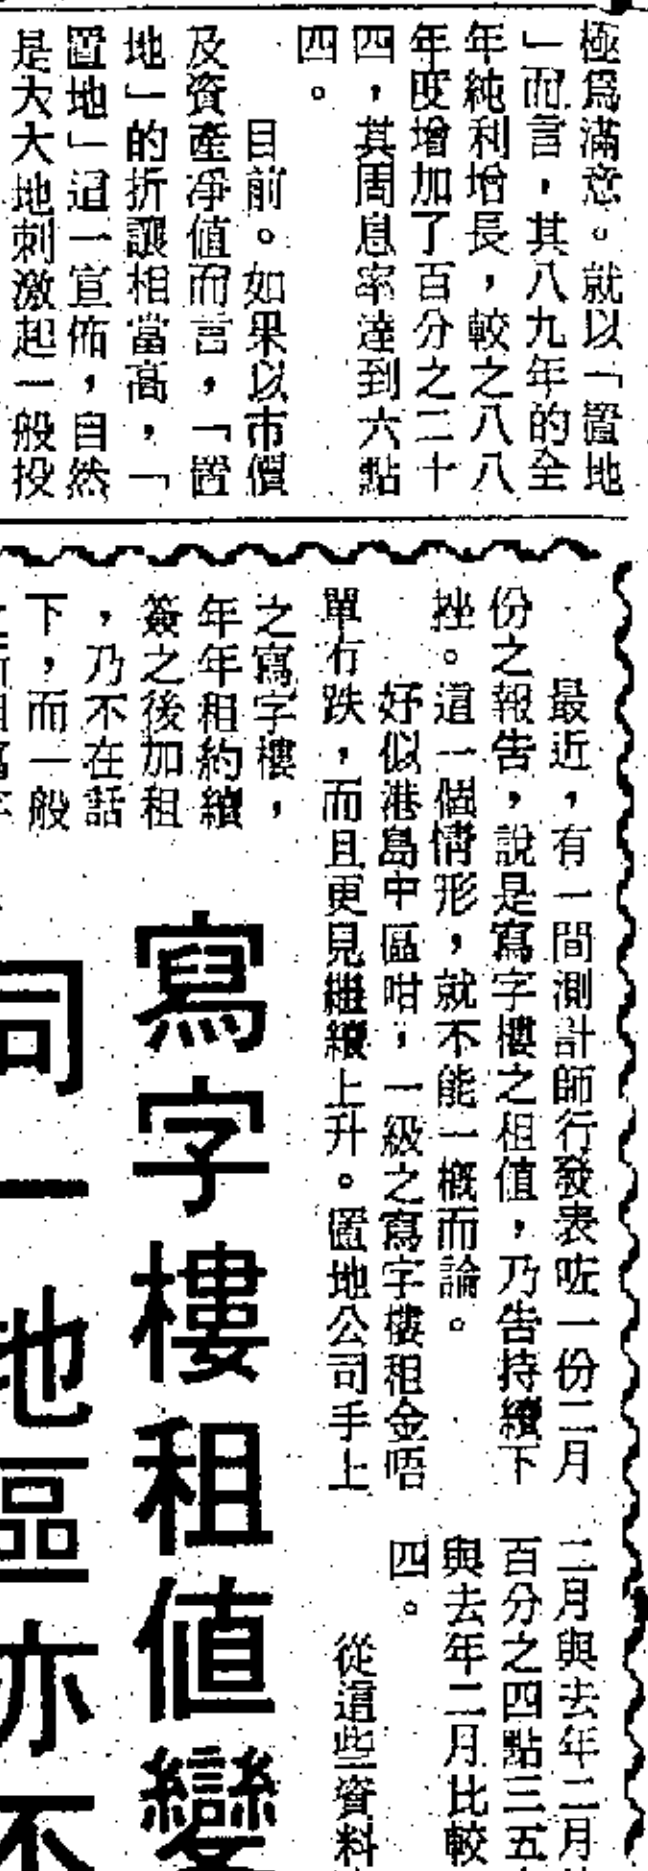 極為滿意。就以「置地
」而言，其八九年的全
年純利增長，較之八八
年度增加了百分之二十
四，其周息率達到六點
四。
目前。如果以市價
及資產淨值而言，「置
地」的折讓相當高，「
置地」這一宣佈，自然
是大大地刺激起一般投
最近，有一間測計師行發表咗一份二月
份之報告，說是寫字樓之租值，乃告持續下
挫。這一個情形，就不能一概而論。
好似港島中區咁，一級之寫字樓租金唔
單冇跌，而且更見繼續上升。置地公司手上
之寫字樓，
年年租約續
簽之後加租
，乃不在話
下，而一般
寫字樓租值變
同一地區亦不
二月與去年二月
百分之四點三五
與去年二月比較
四。
從這些資料